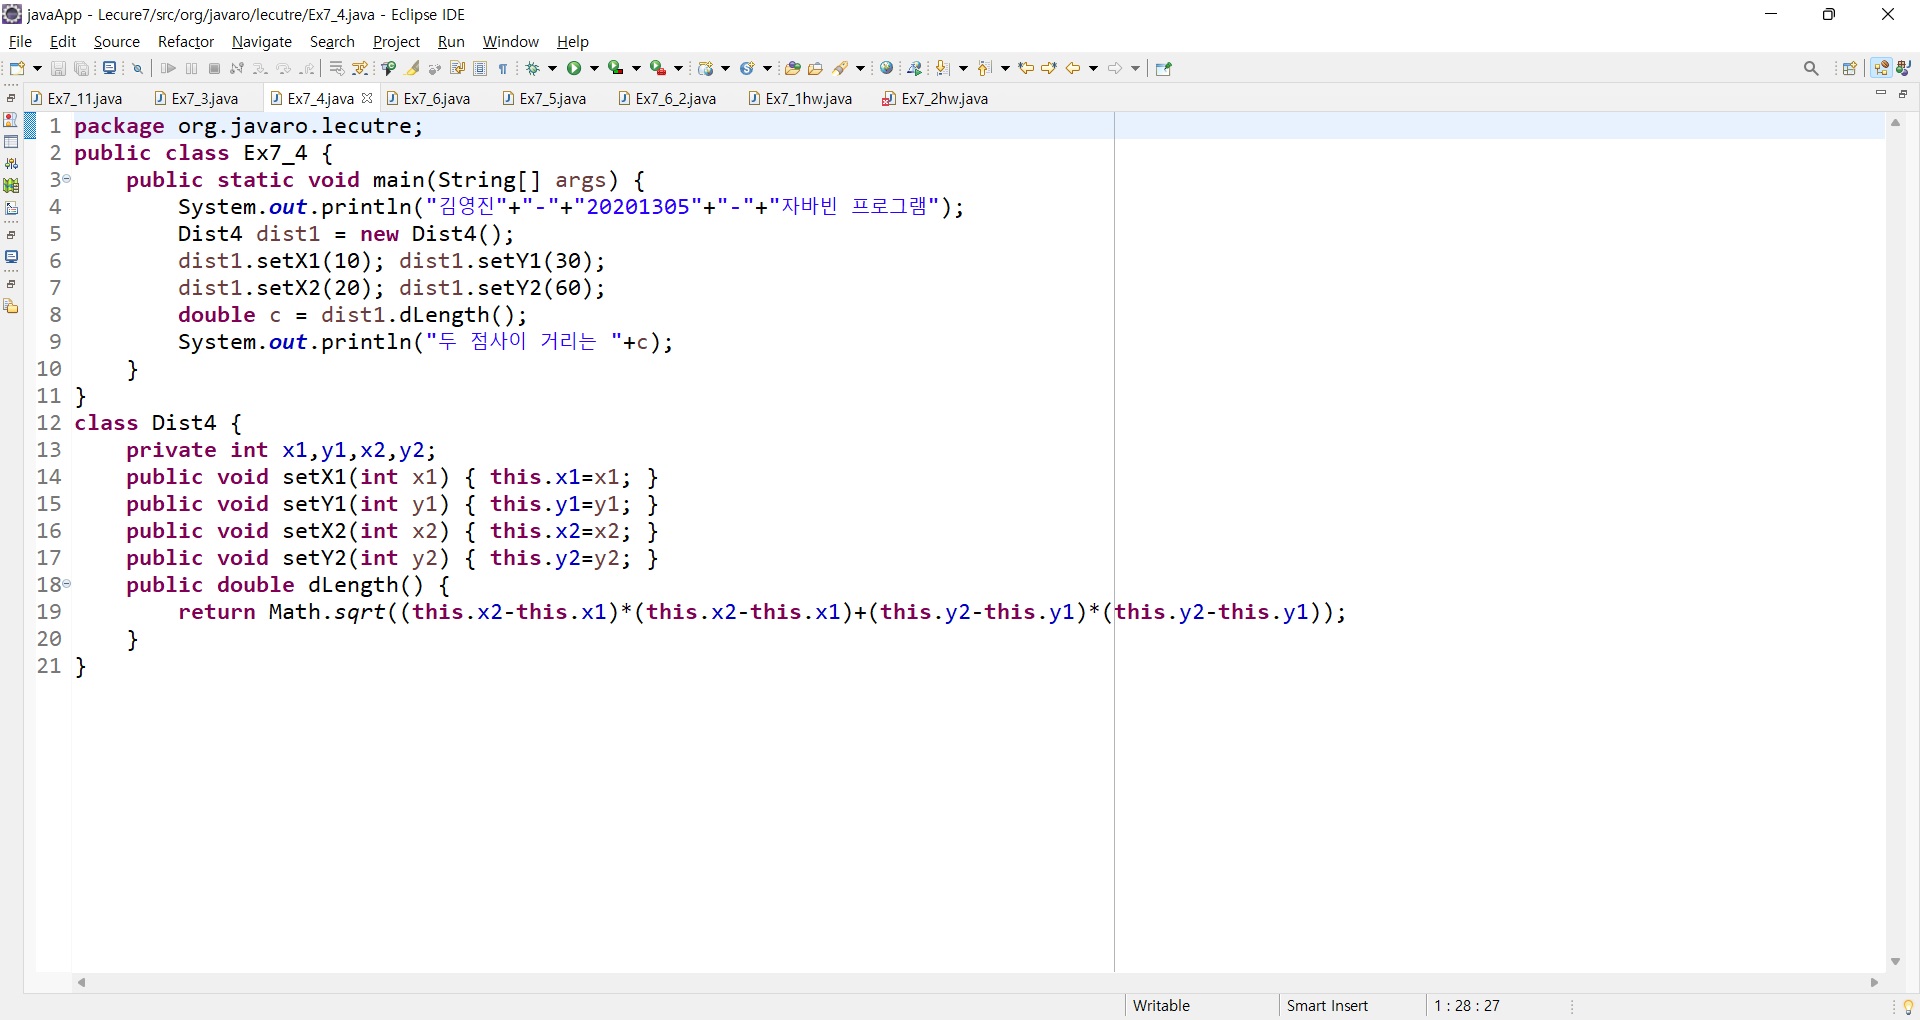 javaApp - Lecure7/src/org/javaro/lecutre/Ex7_4.java - Eclipse IDE
File Edit Source Refactor Navigate Search Project Run Window Help
Ex7_11.java Ex7_3.java Ex7_4.java Ex7_6.java Ex7_5.java Ex7_6_2.java Ex7_1hw.java Ex7_2hw.java
1 package org.javaro.lecutre;
2 public class Ex7_4 {
3 public static void main(String[] args) {
4 System.out.println("김영진"+"-"+"20201305"+"-"+"자바빈 프로그램");
5 Dist4 dist1 = new Dist4();
6 dist1.setX1(10); dist1.setY1(30);
7 dist1.setX2(20); dist1.setY2(60);
8 double c = dist1.dLength();
9 System.out.println("두 점사이 거리는 "+c);
10 }
11 }
12 class Dist4 {
13 private int x1,y1,x2,y2;
14 public void setX1(int x1) { this.x1=x1; }
15 public void setY1(int y1) { this.y1=y1; }
16 public void setX2(int x2) { this.x2=x2; }
17 public void setY2(int y2) { this.y2=y2; }
18 public double dLength() {
19 return Math.sqrt((this.x2-this.x1)*(this.x2-this.x1)+(this.y2-this.y1)*(this.y2-this.y1));
20 }
21 }
Writable Smart Insert 1 : 28 : 27